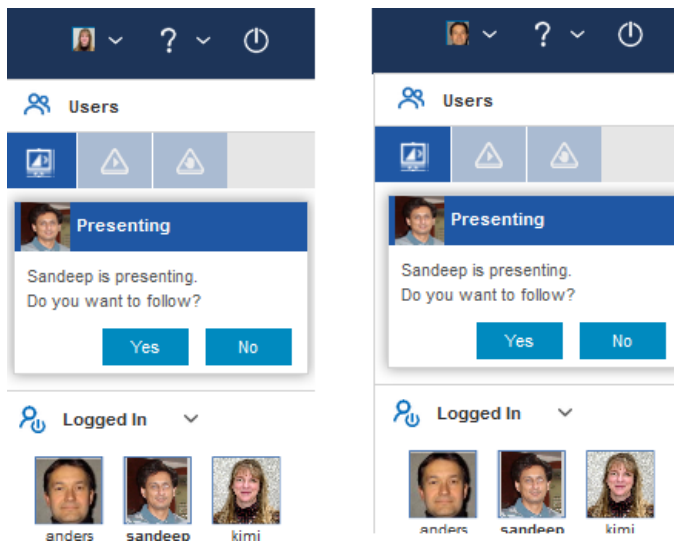 ?
Users
Presenting
Sandeep is presenting.
Do you want to follow?
Yes No
Logged In
anders sandeep kimi
?
Users
Presenting
Sandeep is presenting.
Do you want to follow?
Yes No
Logged In
anders sandeep kimi